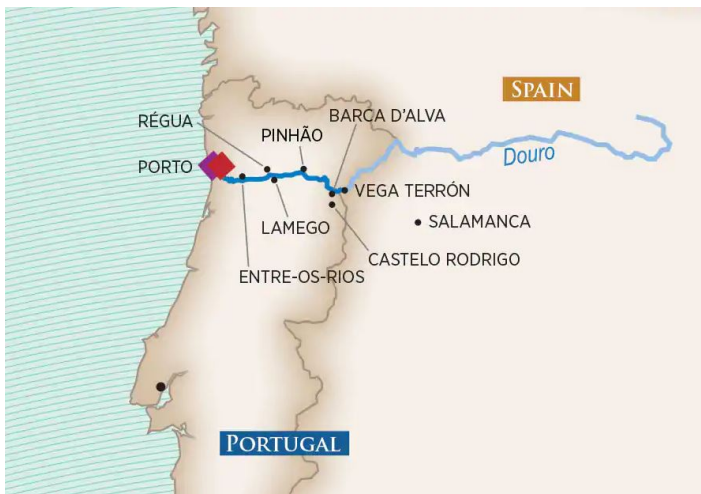 SPAIN
BARCA D'ALVA
RÉGUA
PINHÃO
Douro
PORTO
VEGA TERRÓN
SALAMANCA
LAMEGO
CASTELO RODRIGO
ENTRE-OS-RIOS
PORTUGAL